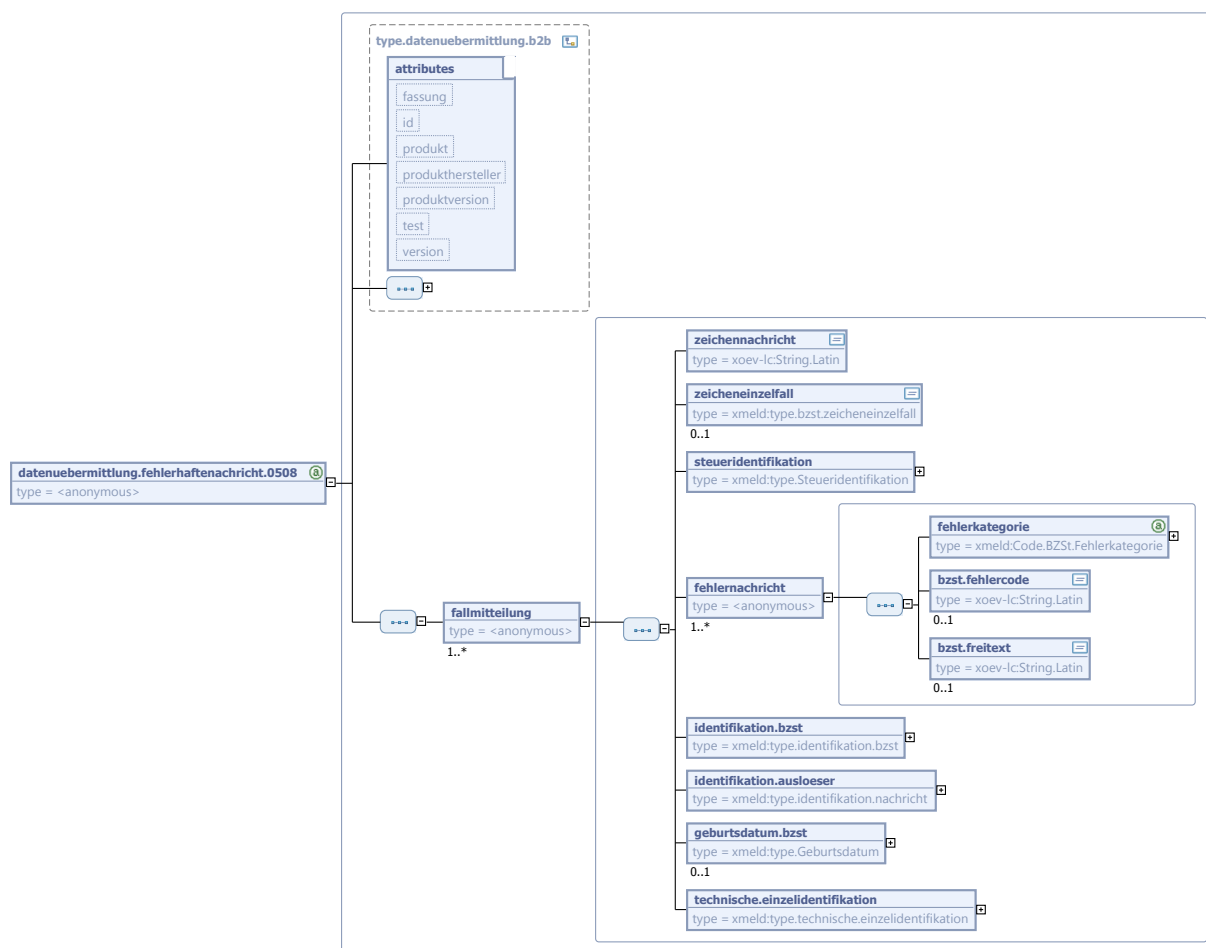 type.datenuebermittlung.b2b
attributes
fassung
id
produkt
produkthersteller
produktversion
test
version
datenuebermittlung.fehlerhaftenachricht.0508
type = <anonymous>
fallmitteilung
type = <anonymous>
1..*
zeichennachricht
type = xoev-lc:String.Latin
zeicheneinzelfall
type = xmeld:type.bzst.zeicheneinzelfall
0..1
steueridentifikation
type = xmeld:type.Steueridentifikation
fehlernachricht
type = <anonymous>
1..*
fehlerkategorie
type = xmeld:Code.BZSt.Fehlerkategorie
bzst.fehlercode
type = xoev-lc:String.Latin
0..1
bzst.freitext
type = xoev-lc:String.Latin
0..1
identifikation.bzst
type = xmeld:type.identifikation.bzst
identifikation.ausloeser
type = xmeld:type.identifikation.nachricht
geburtsdatum.bzst
type = xmeld:type.Geburtsdatum
0..1
technische.einzelidentifikation
type = xmeld:type.technische.einzelidentifikation